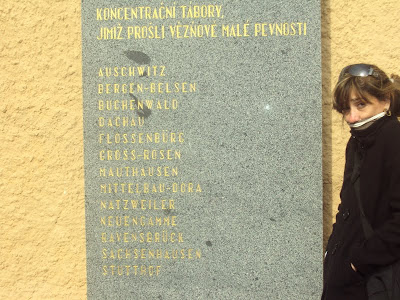 KONCENTRAČNÍ TÁBORY,
JIMIŽ PROŠLI VĚZŇOVÉ MALÉ PEVNOSTI
AUSCHWITZ
BERGEN-BELSEN
BUCHENWALD
DACHAU
FLOSSENBÜRG
GROSS-ROSEN
MAUTHAUSEN
MITTELBAU-DORA
NATZWEILER
NEUENGAMME
RAVENSBRÜCK
SACHSENHAUSEN
STUTTHOF